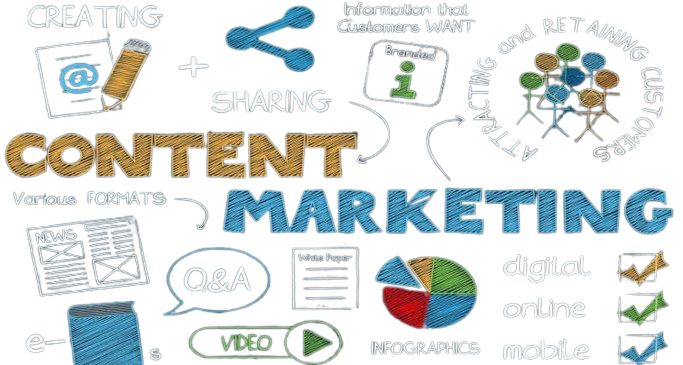 CREATING
+
SHARING
Information that
Customers WANT
Branded
i
ATTRACTING and RETAINING CUSTOMERS
CONTENT
MARKETING
Various FORMATS
NEWS
@
Q&A
White Paper
VIDEO
INFOGRAPHICS
e-
s
digital
online
mobile